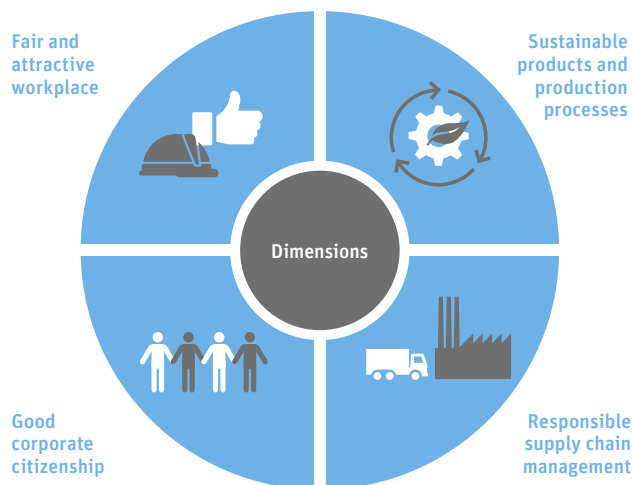 Fair and
attractive
workplace
Sustainable
products and
production
processes
Dimensions
Good
corporate
citizenship
Responsible
supply chain
management